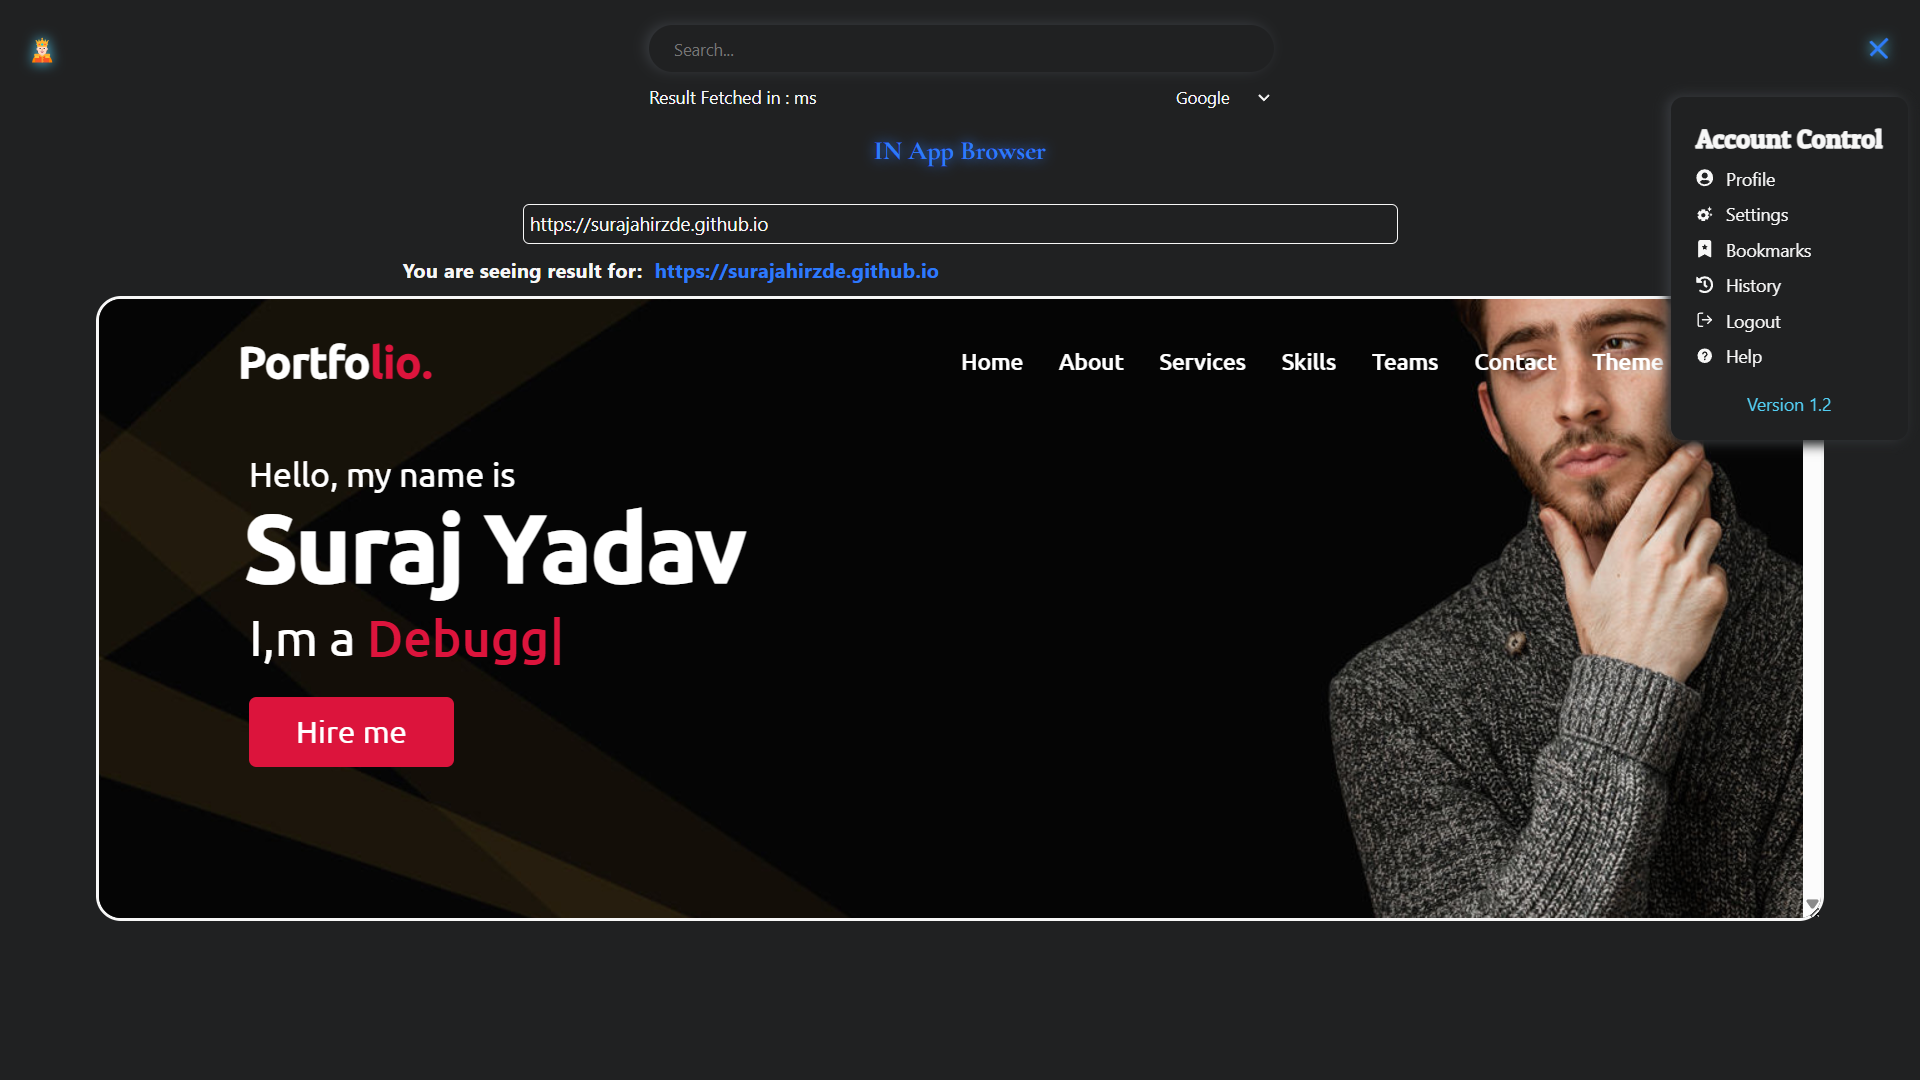 Search...
Result Fetched in : ms
Google
IN App Browser
https://surajahirzde.github.io
You are seeing result for: https://surajahirzde.github.io
Account Control
Profile
Settings
Bookmarks
History
Logout
Help
Version 1.2
Portfolio.
Home About Services Skills Teams Contact Theme
Hello, my name is
Suraj Yadav
I,m a Debugg|
Hire me